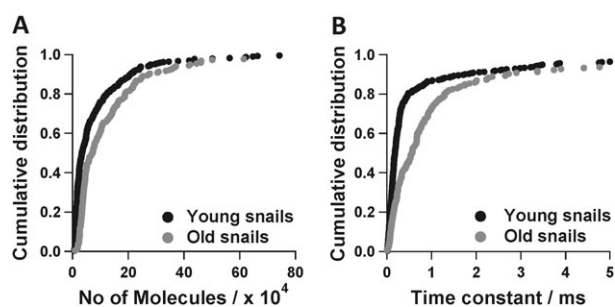 A
Cumulative distribution
1.0
0.8
0.6
0.4
0.2
0.0
Young snails
Old snails
0
20
40
60
80
No of Molecules / x 10⁴
B
Cumulative distribution
1.0
0.8
0.6
0.4
0.2
0.0
Young snails
Old snails
0
1
2
3
4
5
Time constant / ms